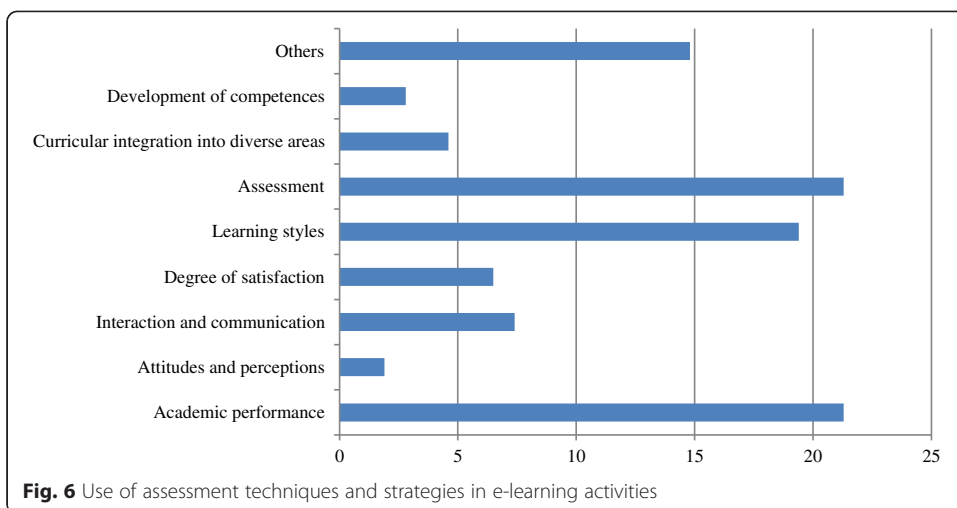 Others
Development of competences
Curricular integration into diverse areas
Assessment
Learning styles
Degree of satisfaction
Interaction and communication
Attitudes and perceptions
Academic performance
0 5 10 15 20 25
Fig. 6 Use of assessment techniques and strategies in e-learning activities